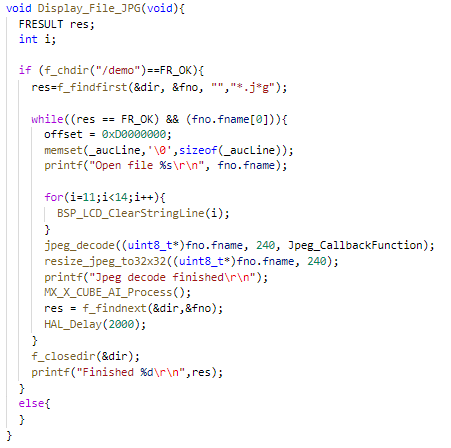 void Display_File_JPG(void){
  FRESULT res;
  int i;

  if (f_chdir("/demo")==FR_OK){
    res=f_findfirst(&dir, &fno, "","*.j*g");

    while((res == FR_OK) && (fno.fname[0])){
      offset = 0xD0000000;
      memset(_aucLine,'\0',sizeof(_aucLine));
      printf("Open file %s\r\n", fno.fname);

      for(i=11;i<14;i++){
        BSP_LCD_ClearStringLine(i);
      }
      jpeg_decode((uint8_t*)fno.fname, 240, Jpeg_CallbackFunction);
      resize_jpeg_to32x32((uint8_t*)fno.fname, 240);
      printf("Jpeg decode finished\r\n");
      MX_X_CUBE_AI_Process();
      res = f_findnext(&dir,&fno);
      HAL_Delay(2000);
    }
    f_closedir(&dir);
    printf("Finished %d\r\n",res);
  }
  else{
  }
}